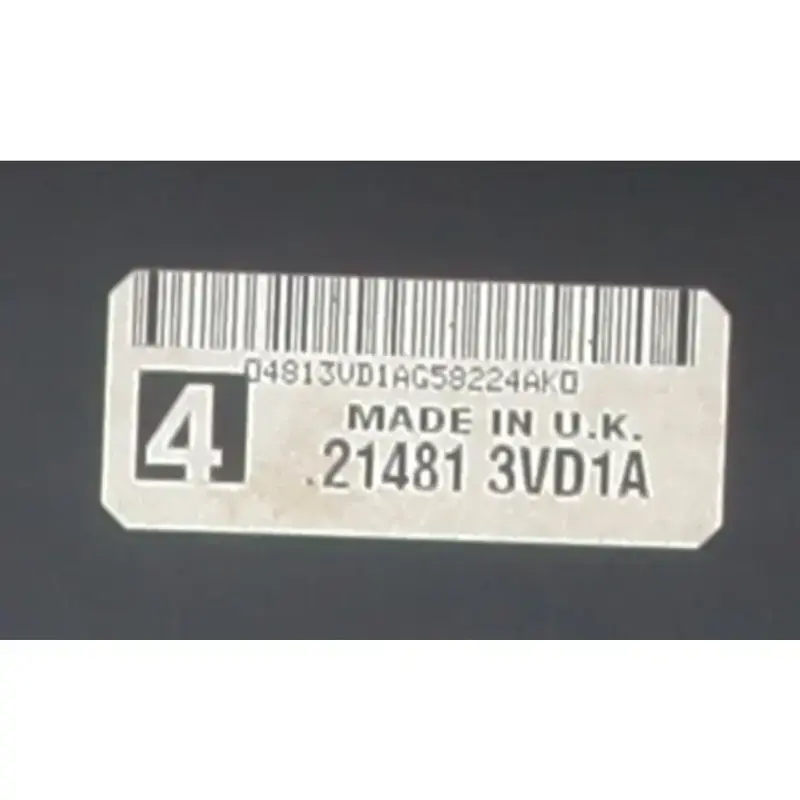 04813VD1AG58224AK0
4
MADE IN U.K.
.21481 3VD1A